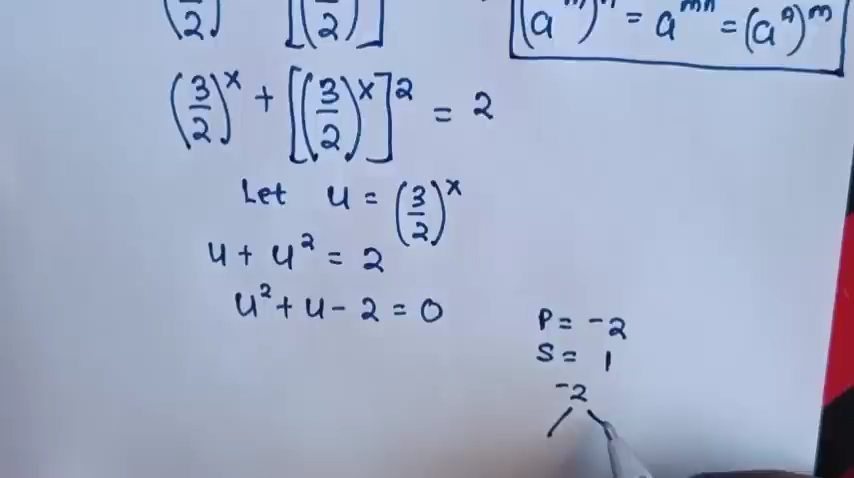 (3/2)^x + [(3/2)^x]^2 = 2
(a^m)^n = a^mn = (a^n)^m
Let u = (3/2)^x
u + u^2 = 2
u^2 + u - 2 = 0
P = -2
S = 1
-2